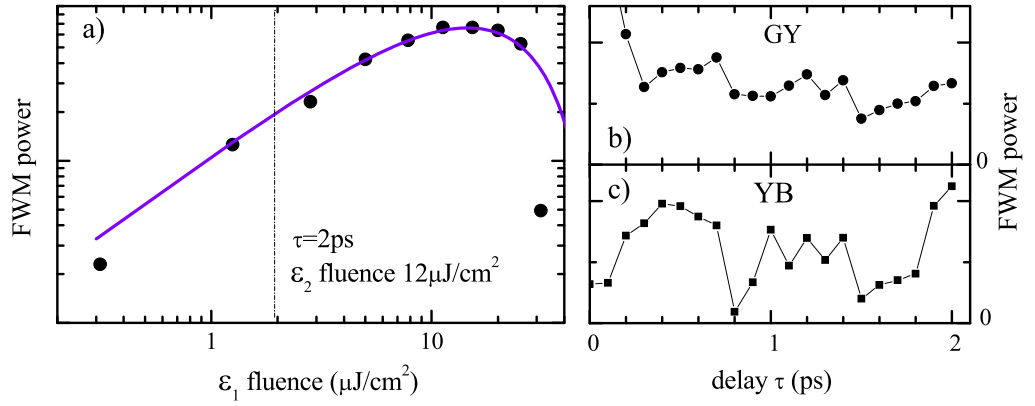 a)
FWM power
τ=2ps
ε₂ fluence 12μJ/cm²
1
10
ε₁ fluence (μJ/cm²)
GY
b)
0
YB
c)
FWM power
0
0
1
2
delay τ (ps)